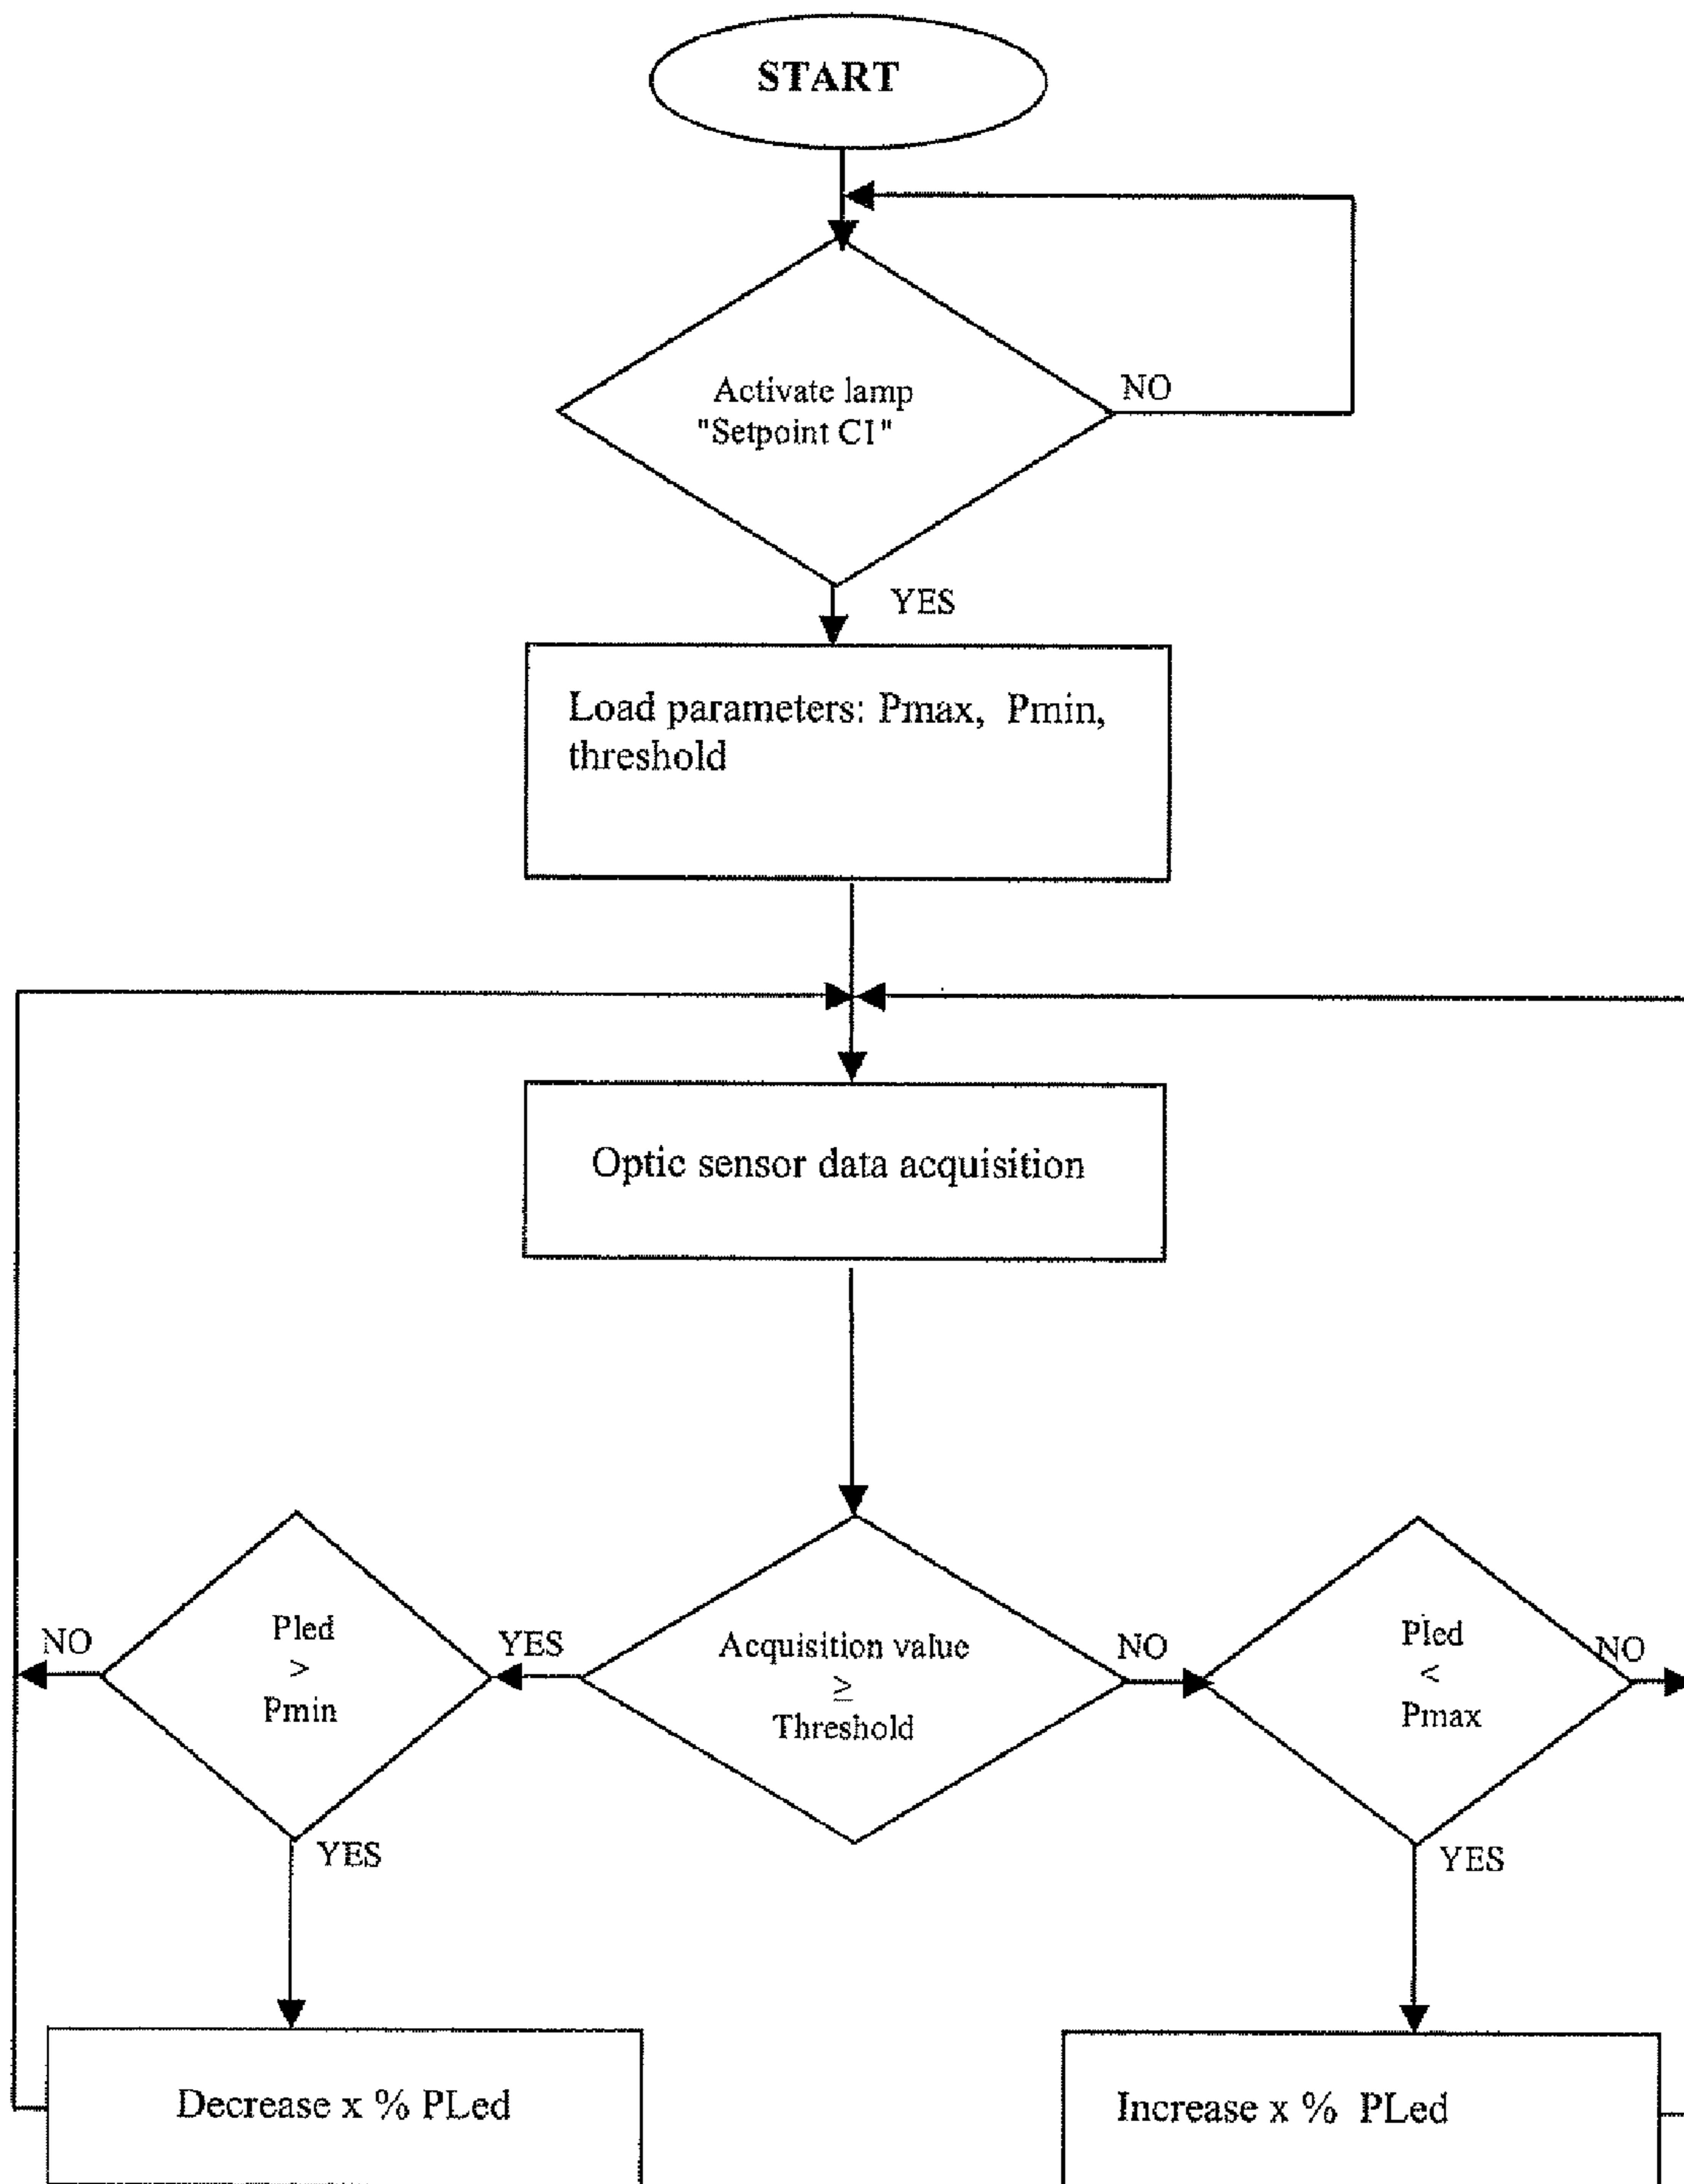 START
Activate lamp
"Setpoint C1"
NO
YES
Load parameters: Pmax, Pmin,
threshold
Optic sensor data acquisition
NO
Pled
>
Pmin
YES
Acquisition value
≥
Threshold
NO
Pled
<
Pmax
NO
YES
YES
Decrease x % PLed
Increase x % PLed